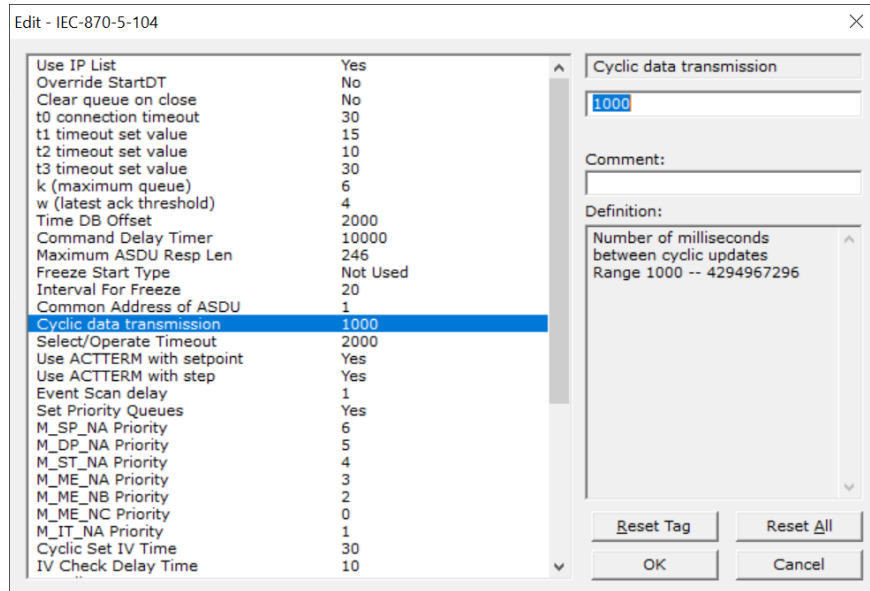 Edit - IEC-870-5-104
Use IP List Yes
Override StartDT No
Clear queue on close No
t0 connection timeout 30
t1 timeout set value 15
t2 timeout set value 10
t3 timeout set value 30
k (maximum queue) 6
w (latest ack threshold) 4
Time DB Offset 2000
Command Delay Timer 10000
Maximum ASDU Resp Len 246
Freeze Start Type Not Used
Interval For Freeze 20
Common Address of ASDU 1
Cyclic data transmission 1000
Select/Operate Timeout 2000
Use ACTTERM with setpoint Yes
Use ACTTERM with step Yes
Event Scan delay 1
Set Priority Queues Yes
M_SP_NA Priority 6
M_DP_NA Priority 5
M_ST_NA Priority 4
M_ME_NA Priority 3
M_ME_NB Priority 2
M_ME_NC Priority 0
M_IT_NA Priority 1
Cyclic Set IV Time 30
IV Check Delay Time 10
Cyclic data transmission
1000
Comment:
Definition:
Number of milliseconds
between cyclic updates
Range 1000 -- 4294967296
Reset Tag Reset All
OK Cancel